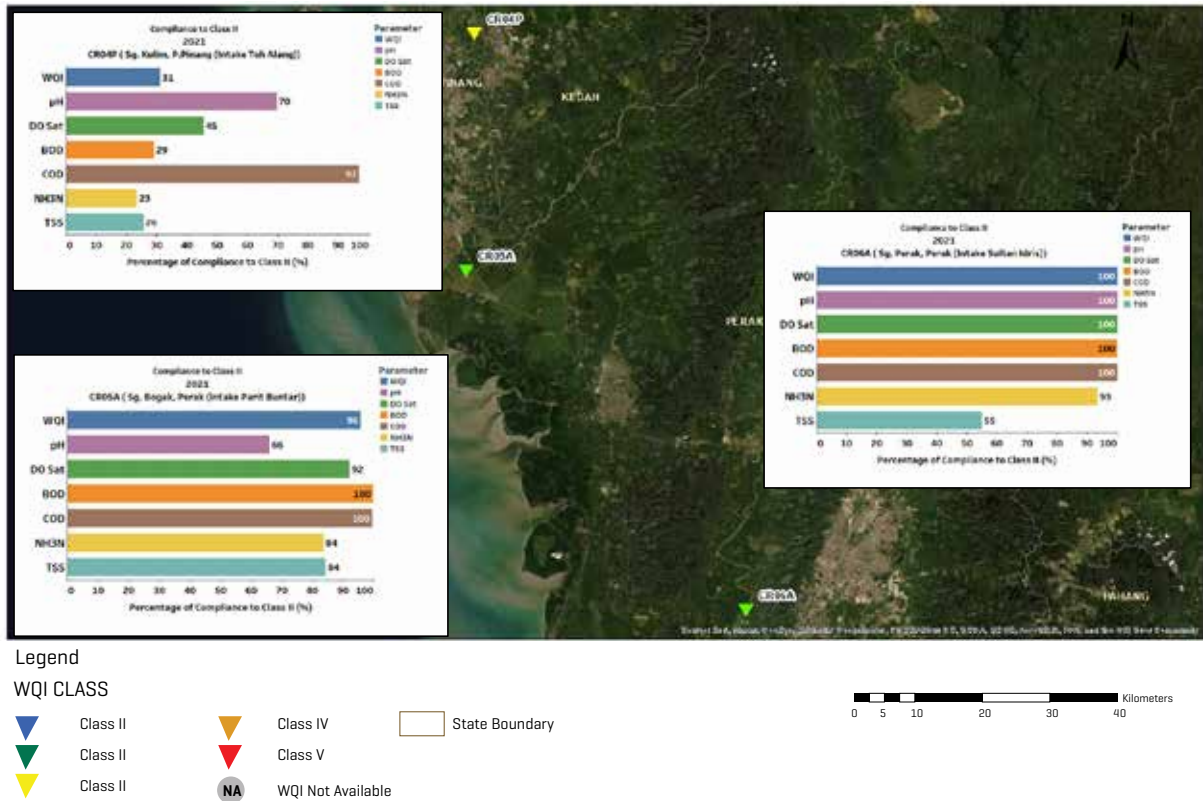 Compliance to Class II
2021
CR04P ( Sg. Kulim, P.Pinang (Intake Toh Alang))
Parameter
WQI
pH
DO Sat
BOD
COD
NH3N
TSS
WQI 31
pH 70
DO Sat 45
BOD 29
COD
NH3N 23
TSS 26
0 10 20 30 40 50 60 70 80 90 100
Percentage of Compliance to Class II (%)
CR04P
N
KEDAH
CR05A
PERAK
Compliance to Class II
2021
CR06A ( Sg. Perak, Perak (Intake Sultan Idris))
Parameter
WQI
pH
DO Sat
BOD
COD
NH3N
TSS
WQI 100
pH 100
DO Sat 100
BOD 100
COD 100
NH3N 93
TSS 55
0 10 20 30 40 50 60 70 80 90 100
Percentage of Compliance to Class II (%)
Compliance to Class II
2021
CR05A ( Sg. Bogak, Perak (Intake Parit Buntar))
Parameter
WQI
pH
DO Sat
BOD
COD
NH3N
TSS
WQI 96
pH 66
DO Sat 92
BOD 100
COD 100
NH3N 84
TSS 84
0 10 20 30 40 50 60 70 80 90 100
Percentage of Compliance to Class II (%)
CR06A
PAHANG
Legend
WQI CLASS
Class II
Class II
Class II
Class IV
Class V
NA WQI Not Available
State Boundary
Kilometers
0 5 10 20 30 40